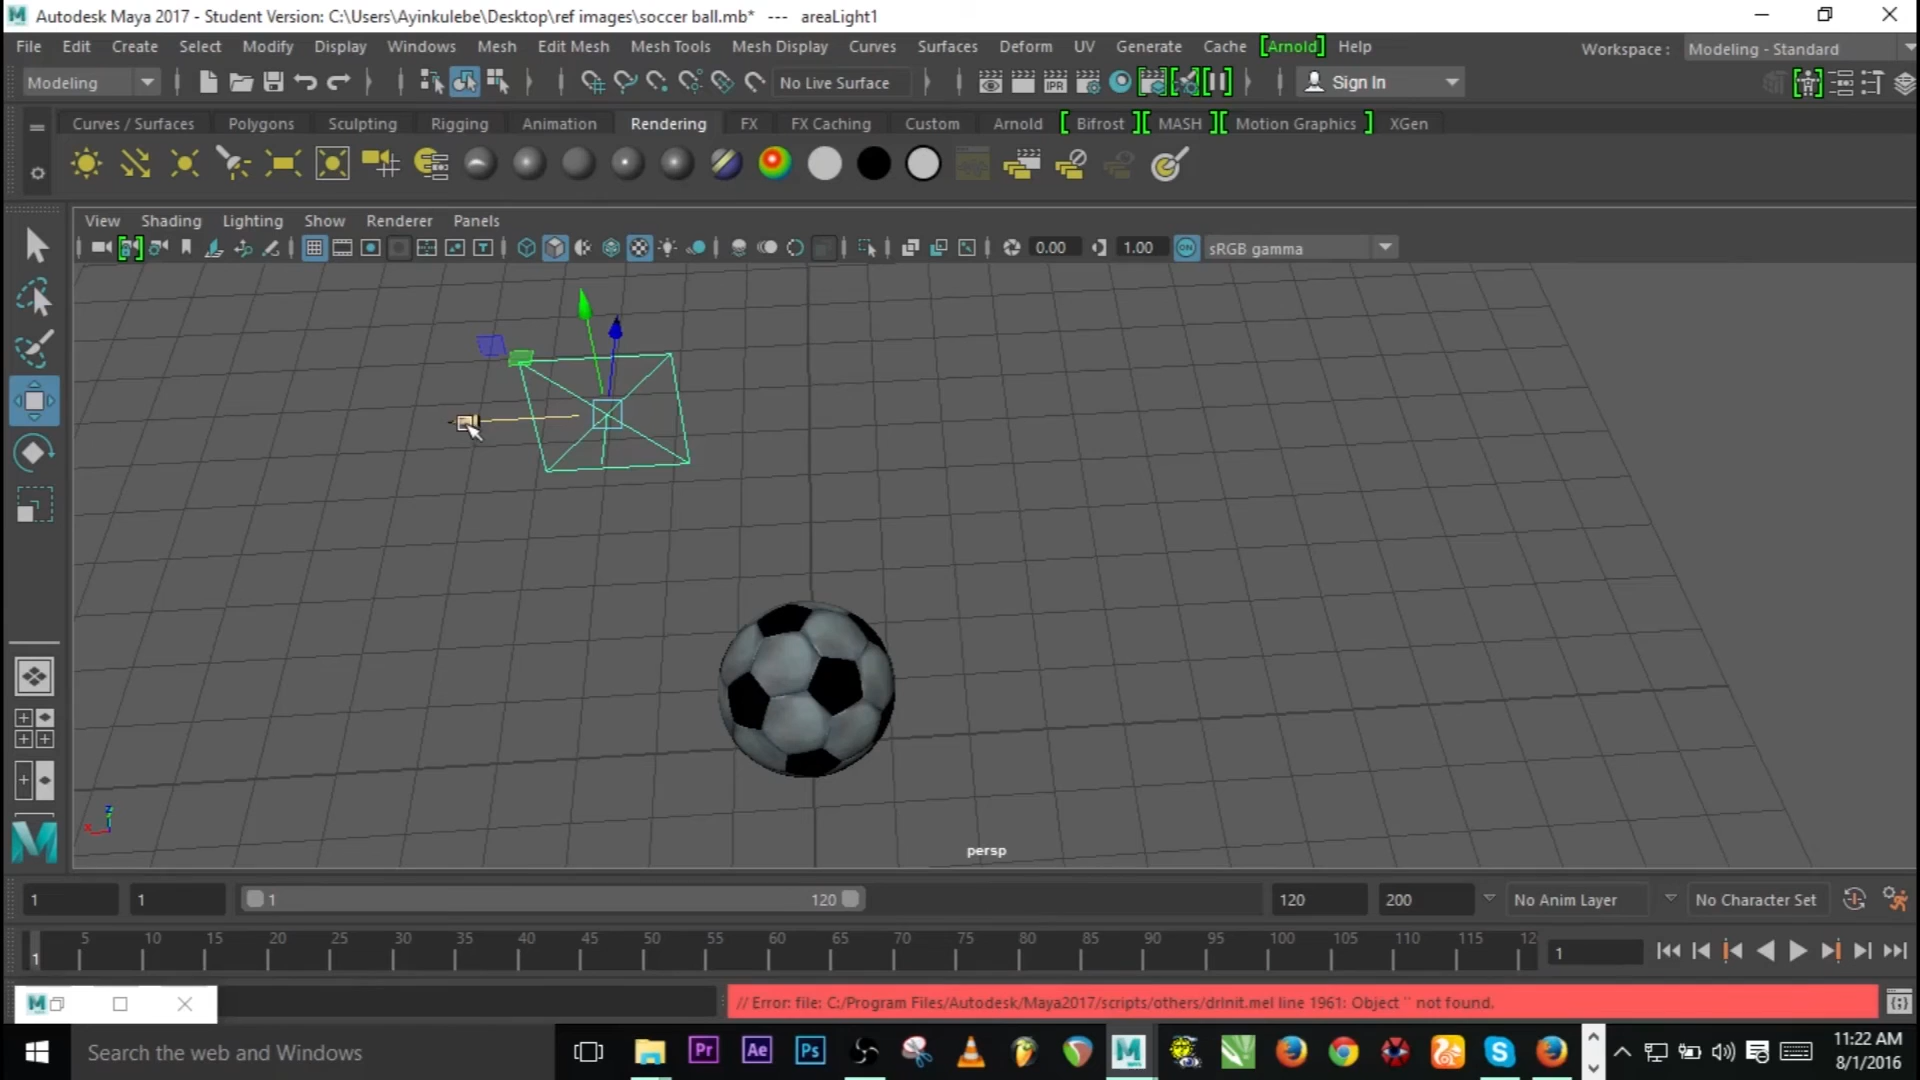 Autodesk Maya 2017 - Student Version: C:\Users\Ayinkulebe\Desktop\ref images\soccer ball.mb* --- areaLight1
File Edit Create Select Modify Display Windows Mesh Edit Mesh Mesh Tools Mesh Display Curves Surfaces Deform UV Generate Cache [Arnold] Help Workspace : Modeling - Standard
Modeling No Live Surface IPR Sign In
Curves / Surfaces Polygons Sculpting Rigging Animation Rendering FX FX Caching Custom Arnold [ Bifrost ][ MASH ][ Motion Graphics ] XGen
View Shading Lighting Show Renderer Panels
0.00 1.00 ON sRGB gamma
z
x
persp
1 1 1 120 120 200 No Anim Layer No Character Set
5 10 15 20 25 30 35 40 45 50 55 60 65 70 75 80 85 90 95 100 105 110 115 12
1 1
// Error: file: C:/Program Files/Autodesk/Maya2017/scripts/others/drInit.mel line 1961: Object '' not found.
Search the web and Windows Pr Ae Ps 11:22 AM
8/1/2016